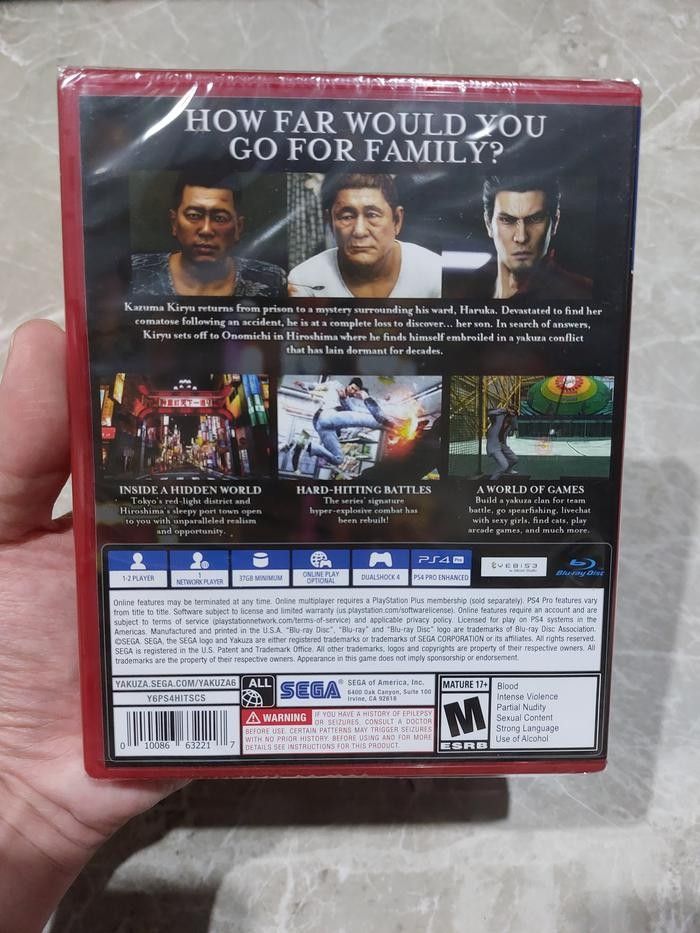 HOW FAR WOULD YOU
GO FOR FAMILY?
Kazuma Kiryu returns from prison to a mystery surrounding his ward, Haruka. Devastated to find her
comatose following an accident, he is at a complete loss to discover... her son. In search of answers,
Kiryu sets off to Onomichi in Hiroshima where he finds himself embroiled in a yakuza conflict
that has lain dormant for decades.
INSIDE A HIDDEN WORLD
Tokyo's red-light district and
Hiroshima's sleepy port town open
to you with unparalleled realism
and opportunity.
HARD-HITTING BATTLES
The series' signature
hyper-explosive combat has
been rebuilt!
A WORLD OF GAMES
Build a yakuza clan for team
battle, go spearfishing, livechat
with sexy girls, find cats, play
arcade games, and much more.
1-2 PLAYER
1
NETWORK PLAYER
37GB MINIMUM
ONLINE PLAY
OPTIONAL
DUALSHOCK 4
PS4 Pro
PS4 PRO ENHANCED
Blu-ray Disc
Online features may be terminated at any time. Online multiplayer requires a PlayStation Plus membership (sold separately). PS4 Pro features vary
from title to title. Software subject to license and limited warranty (us.playstation.com/softwarelicense). Online features require an account and are
subject to terms of service (playstationnetwork.com/terms-of-service) and applicable privacy policy. Licensed for play on PS4 systems in the
Americas. Manufactured and printed in the U.S.A. "Blu-ray Disc", "Blu-ray" and "Blu-ray Disc" logo are trademarks of Blu-ray Disc Association.
©SEGA. SEGA, the SEGA logo and Yakuza are either registered trademarks or trademarks of SEGA CORPORATION or its affiliates. All rights reserved.
SEGA is registered in the U.S. Patent and Trademark Office. All other trademarks, logos and copyrights are property of their respective owners. All
trademarks are the property of their respective owners. Appearance in this game does not imply sponsorship or endorsement.
YAKUZA.SEGA.COM/YAKUZA6
Y6PS4HITSCS
0 10086 63221 7
ALL
SEGA®
SEGA of America, Inc.
6400 Oak Canyon, Suite 100
Irvine, CA 92618
WARNING
IF YOU HAVE A HISTORY OF EPILEPSY
OR SEIZURES, CONSULT A DOCTOR
BEFORE USE. CERTAIN PATTERNS MAY TRIGGER SEIZURES
WITH NO PRIOR HISTORY. BEFORE USING AND FOR MORE
DETAILS SEE INSTRUCTIONS FOR THIS PRODUCT.
MATURE 17+
M
ESRB
Blood
Intense Violence
Partial Nudity
Sexual Content
Strong Language
Use of Alcohol